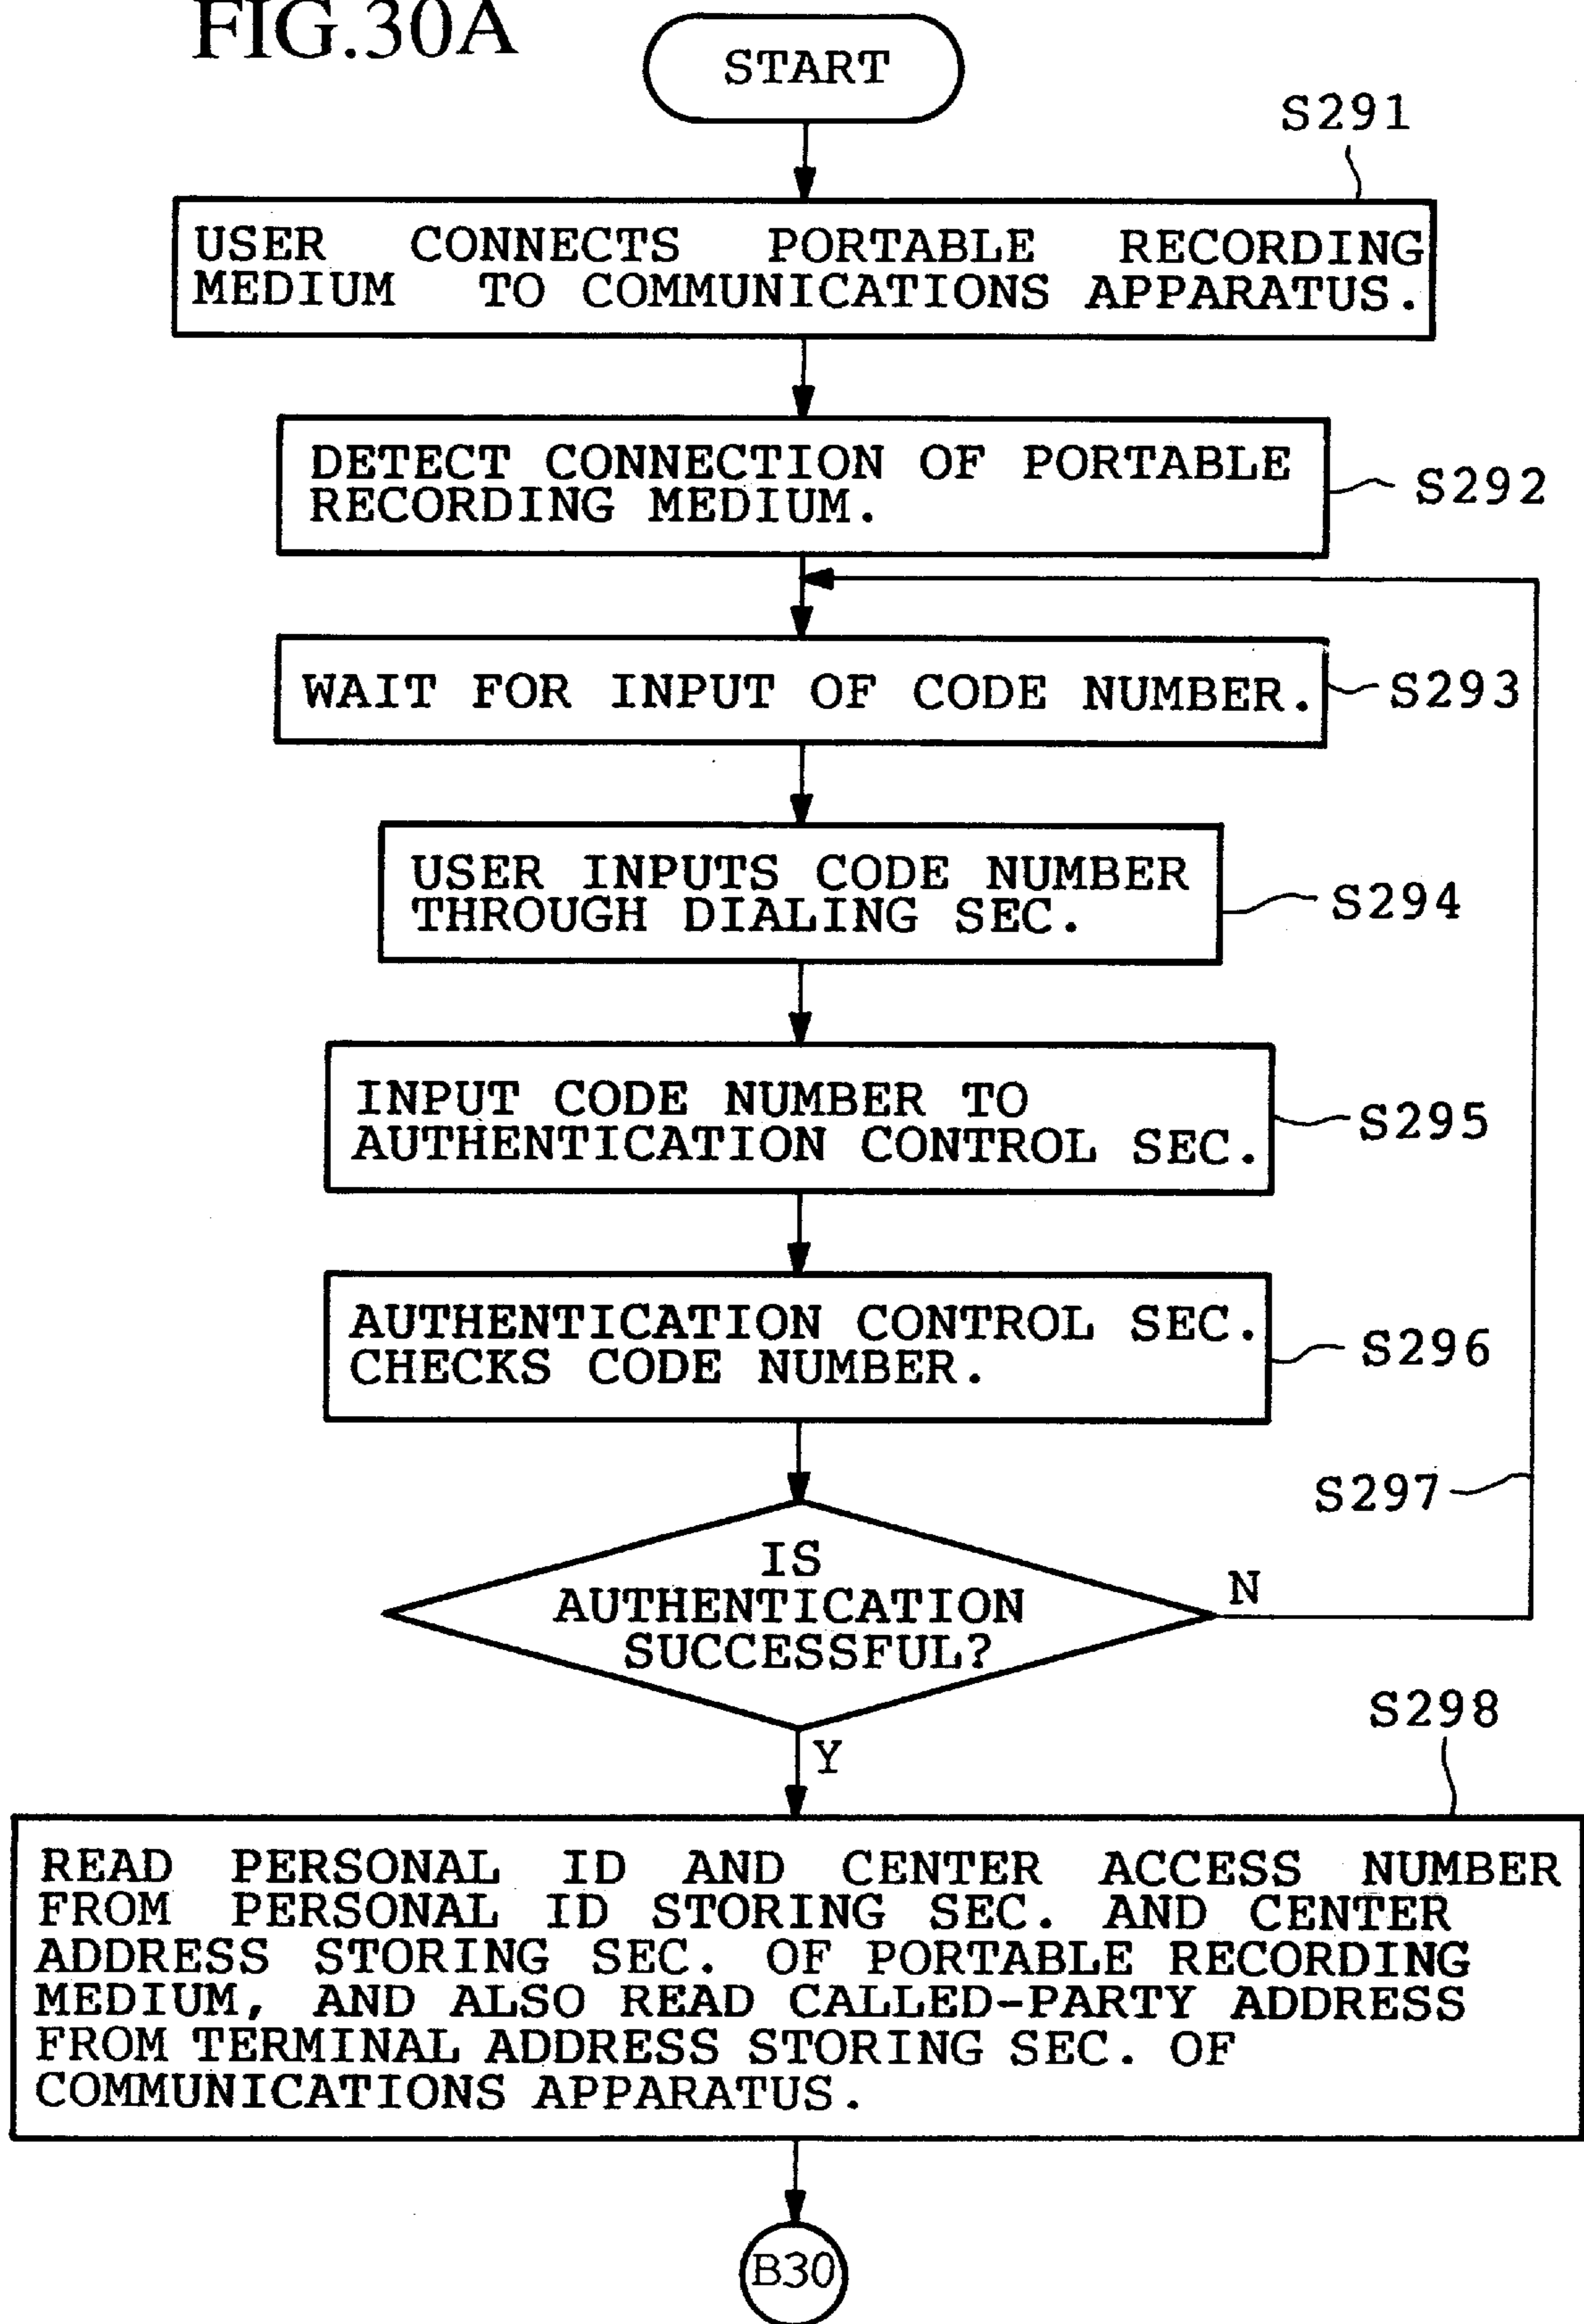 FIG.30A
START
S291
USER CONNECTS PORTABLE RECORDING
MEDIUM TO COMMUNICATIONS APPARATUS.
DETECT CONNECTION OF PORTABLE
RECORDING MEDIUM.
S292
WAIT FOR INPUT OF CODE NUMBER.
S293
USER INPUTS CODE NUMBER
THROUGH DIALING SEC.
S294
INPUT CODE NUMBER TO
AUTHENTICATION CONTROL SEC.
S295
AUTHENTICATION CONTROL SEC.
CHECKS CODE NUMBER.
S296
S297
IS
AUTHENTICATION
SUCCESSFUL?
N
Y
S298
READ PERSONAL ID AND CENTER ACCESS NUMBER
FROM PERSONAL ID STORING SEC. AND CENTER
ADDRESS STORING SEC. OF PORTABLE RECORDING
MEDIUM, AND ALSO READ CALLED-PARTY ADDRESS
FROM TERMINAL ADDRESS STORING SEC. OF
COMMUNICATIONS APPARATUS.
B30